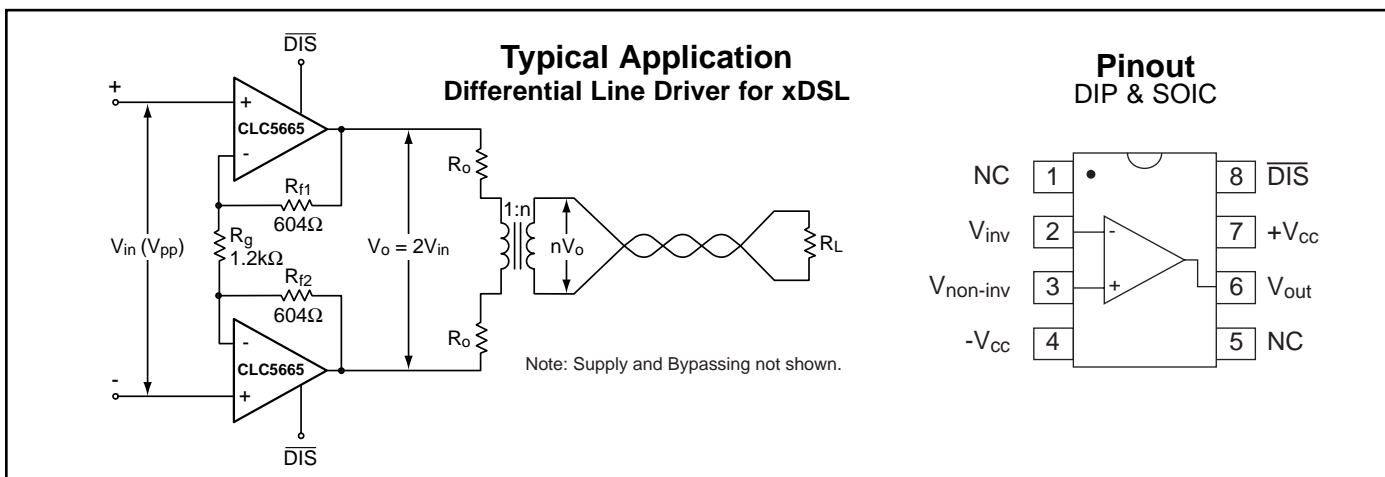 Typical Application
Differential Line Driver for xDSL
DIS
+
+
CLC5665
-
Rf1
604Ω
Vin (Vpp)
Rg
1.2kΩ
Rf2
604Ω
-
CLC5665
+
-
DIS
Vo = 2Vin
Ro
Ro
1:n
nVo
RL
Note: Supply and Bypassing not shown.
Pinout
DIP & SOIC
NC 1 8 DIS
Vinv 2 - 7 +Vcc
Vnon-inv 3 + 6 Vout
-Vcc 4 5 NC